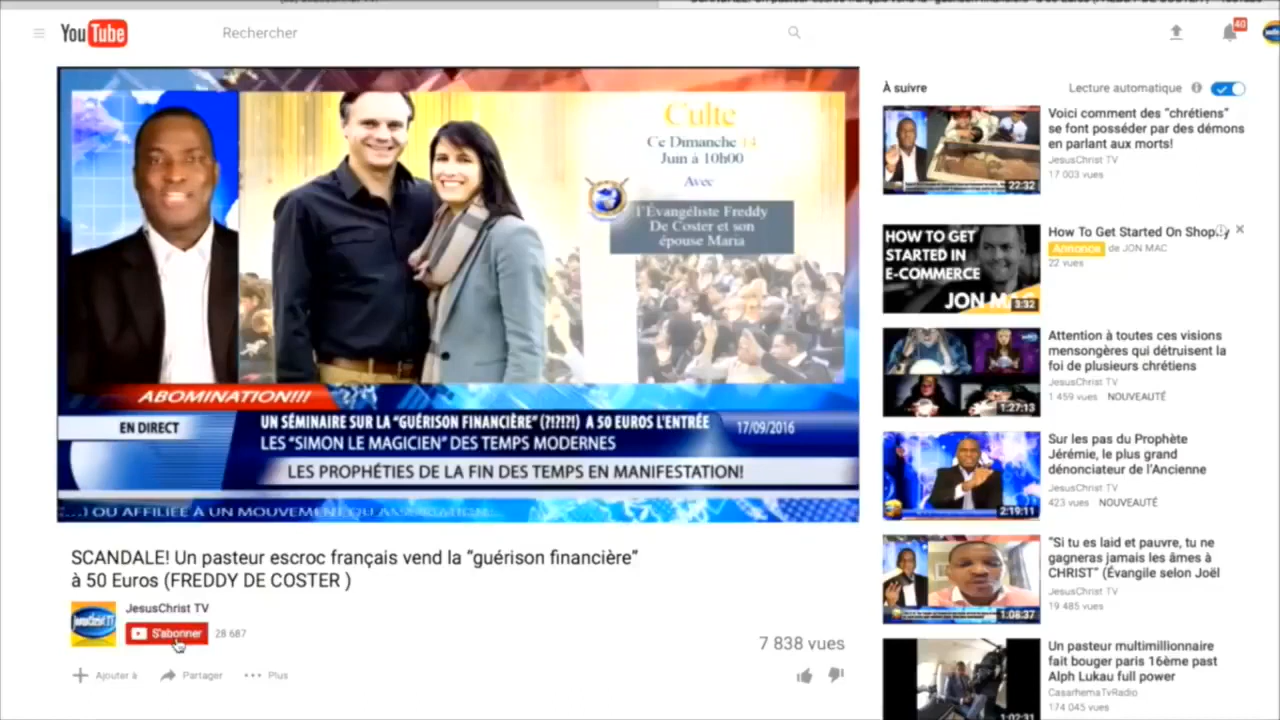 YouTube
Rechercher
40
Culte
Ce Dimanche 14
Juin à 10h00
Avec
l'Évangéliste Freddy
De Coster et son
épouse Maria
ABOMINATION!!!
EN DIRECT
UN SÉMINAIRE SUR LA "GUÉRISON FINANCIÈRE" (?!?!?!) A 50 EUROS L'ENTRÉE
LES "SIMON LE MAGICIEN" DES TEMPS MODERNES
17/09/2016
LES PROPHÉTIES DE LA FIN DES TEMPS EN MANIFESTATION!
...) OU AFFILIÉE À UN MOUVEMENT
SCANDALE! Un pasteur escroc français vend la "guérison financière"
à 50 Euros (FREDDY DE COSTER )
JesusChrist TV
S'abonner
28 687
7 838 vues
Ajouter à
Partager
Plus
À suivre
Lecture automatique
Voici comment des "chrétiens"
se font posséder par des démons
en parlant aux morts!
JesusChrist TV
17 003 vues
22:32
HOW TO GET
STARTED IN
E-COMMERCE
JON MAC
3:32
How To Get Started On Shop
Annonce de JON MAC
22 vues
Attention à toutes ces visions
mensongères qui détruisent la
foi de plusieurs chrétiens
JesusChrist TV
1 459 vues NOUVEAUTÉ
1:27:13
Sur les pas du Prophète
Jérémie, le plus grand
dénonciateur de l'Ancienne
JesusChrist TV
423 vues NOUVEAUTÉ
2:19:11
"Si tu es laid et pauvre, tu ne
gagneras jamais les âmes à
CHRIST" (Évangile selon Joël
JesusChrist TV
19 485 vues
1:08:37
Un pasteur multimillionnaire
fait bouger paris 16ème past
Alph Lukau full power
CasarhemaTvRadio
174 045 vues
1:02:31